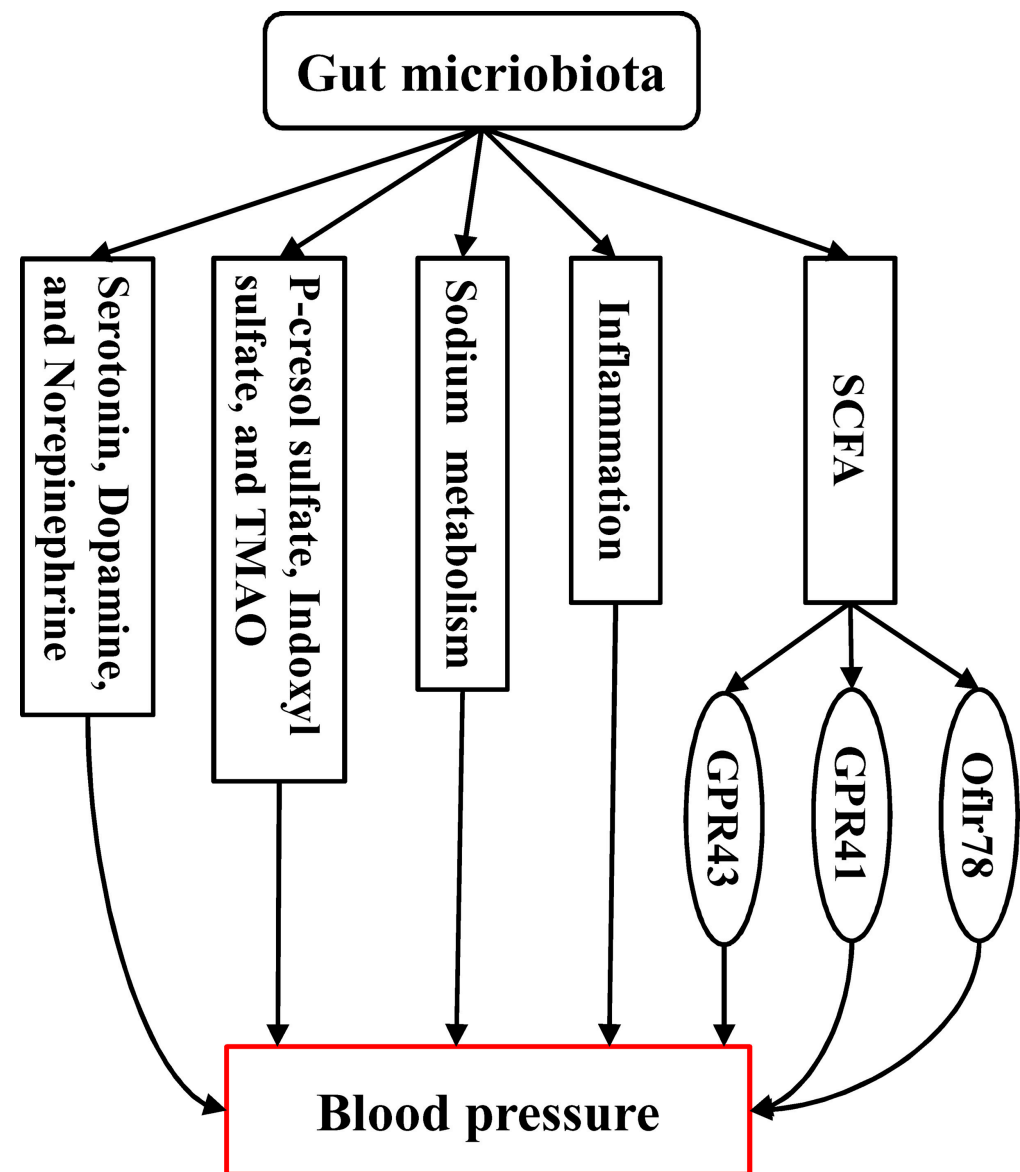 Gut micriobiota
Serotonin, Dopamine,
and Norepinephrine
P-cresol sulfate, Indoxyl
sulfate, and TMAO
Sodium metabolism
Inflammation
SCFA
GPR43
GPR41
Oflr78
Blood pressure